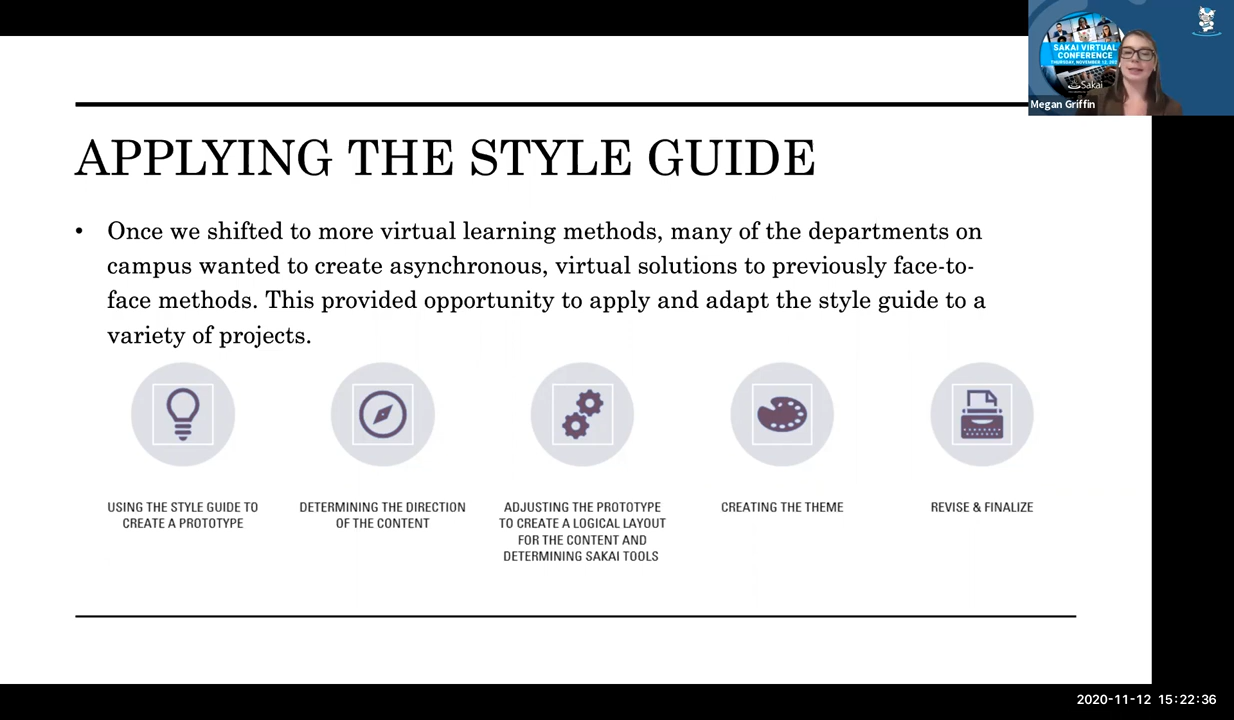 SAKAI VIRTUAL
CONFERENCE
Sakai
Megan Griffin
APPLYING THE STYLE GUIDE
• Once we shifted to more virtual learning methods, many of the departments on
campus wanted to create asynchronous, virtual solutions to previously face-to-
face methods. This provided opportunity to apply and adapt the style guide to a
variety of projects.
USING THE STYLE GUIDE TO
CREATE A PROTOTYPE
DETERMINING THE DIRECTION
OF THE CONTENT
ADJUSTING THE PROTOTYPE
TO CREATE A LOGICAL LAYOUT
FOR THE CONTENT AND
DETERMINING SAKAI TOOLS
CREATING THE THEME
REVISE & FINALIZE
2020-11-12 15:22:36